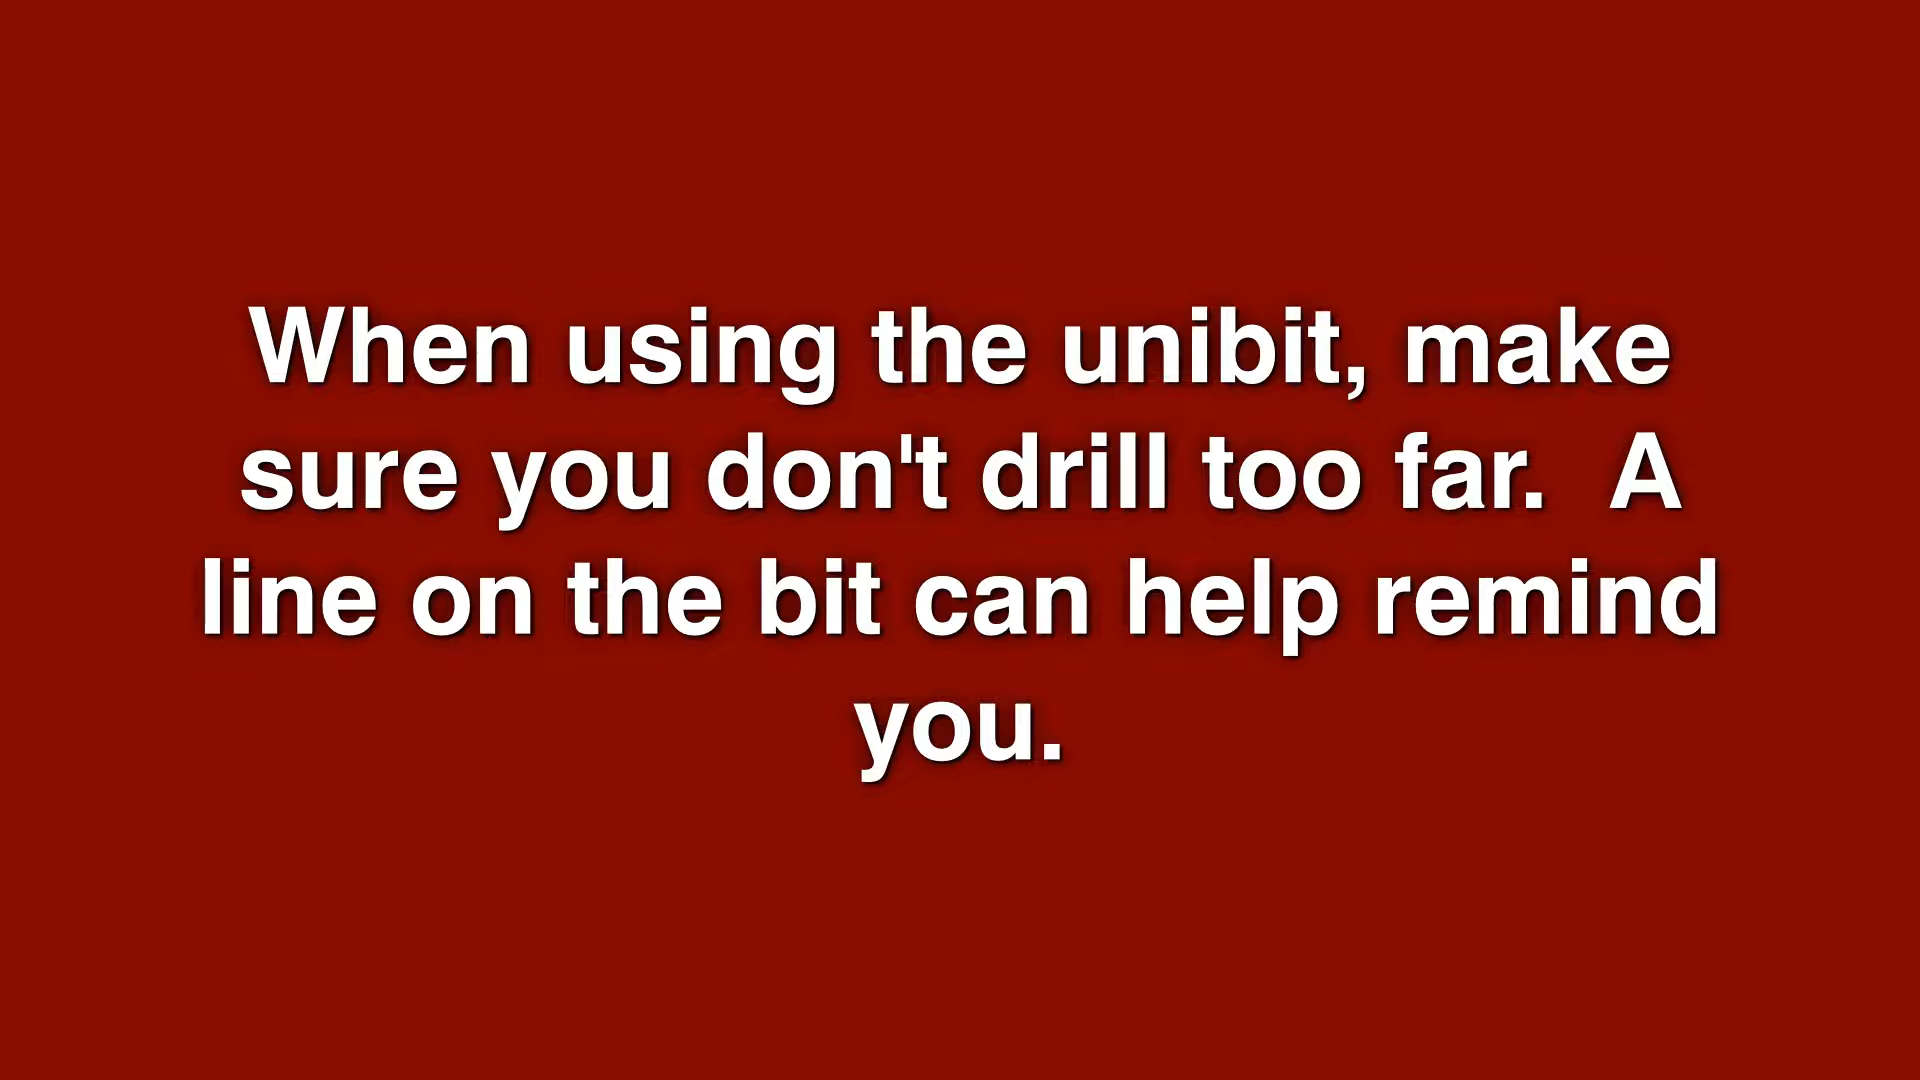 When using the unibit, make
sure you don't drill too far.  A
line on the bit can help remind
you.